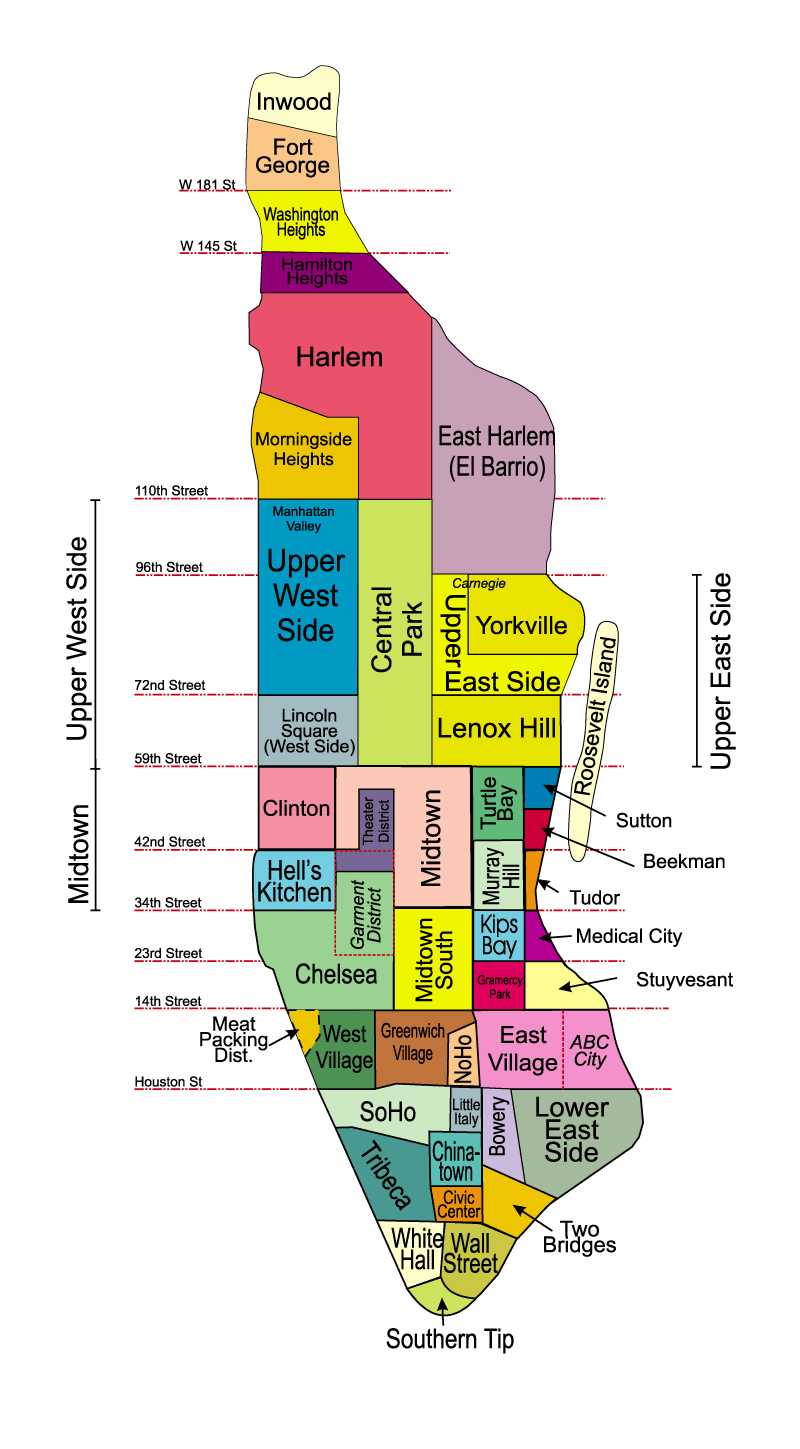 Inwood
Fort
George
W 181 St
Washington
Heights
W 145 St
Hamilton
Heights
Harlem
East Harlem
(El Barrio)
Morningside
Heights
110th Street
Manhattan
Valley
Upper
West
Side
Central
Park
96th Street
Carnegie
Upper
East Side
Yorkville
Upper West Side
Upper East Side
Roosevelt Island
72nd Street
Lincoln
Square
(West Side)
Lenox Hill
59th Street
Midtown
Clinton
Theater
District
Midtown
Turtle
Bay
Sutton
Beekman
42nd Street
Hell's
Kitchen
Murray
Hill
Tudor
34th Street
Garment
District
Chelsea
Midtown
South
Kips
Bay
Medical City
23rd Street
Gramercy
Park
Stuyvesant
14th Street
Meat
Packing
Dist.
West
Village
Greenwich
Village
NoHo
East
Village
ABC
City
Houston St
SoHo
Little
Italy
Bowery
Lower
East
Side
Tribeca
China-
town
Civic
Center
Two
Bridges
White
Hall
Wall
Street
Southern Tip